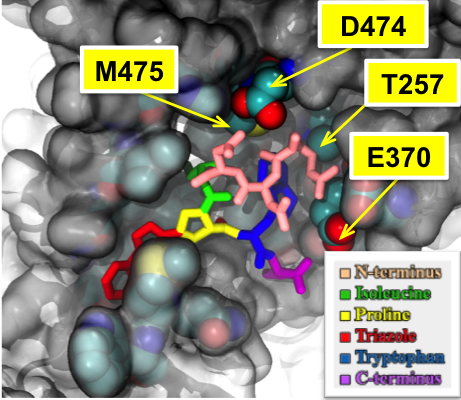 D474
M475
T257
E370
N-terminus
Isoleucine
Proline
Triazole
Tryptophan
C-terminus